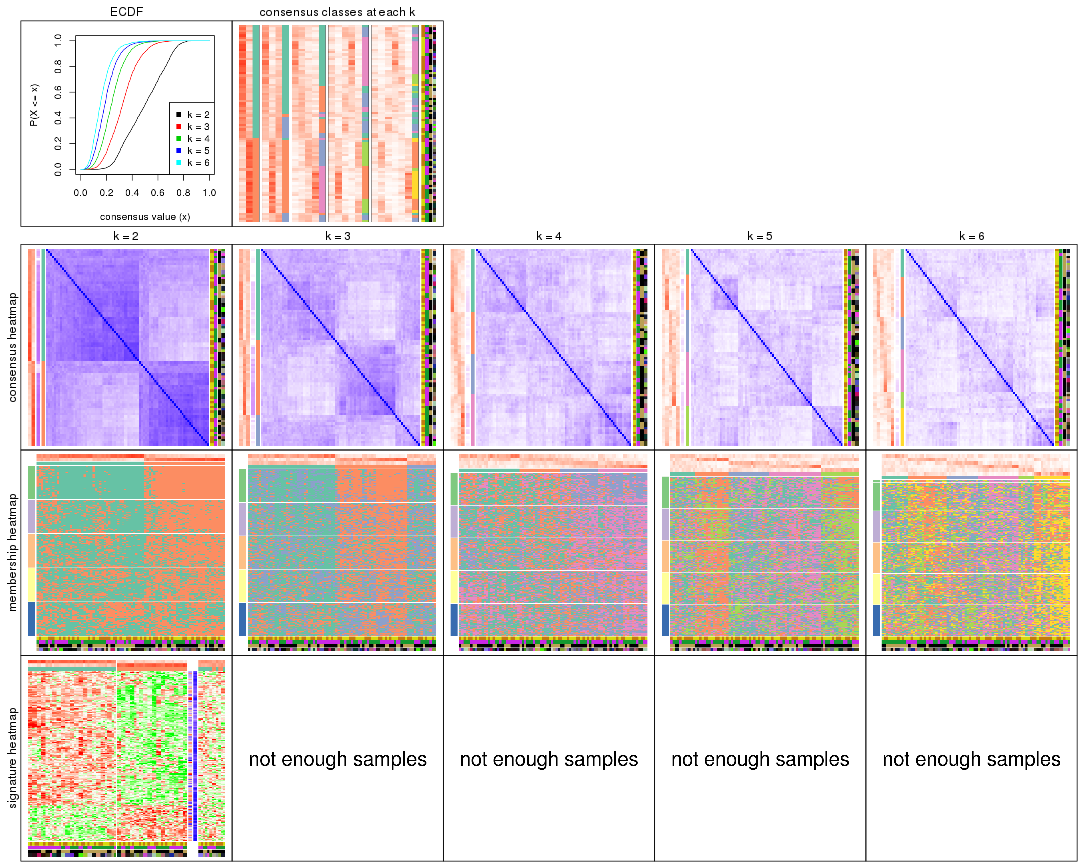 ECDF
consensus classes at each k
P(X <= x)
0.0 0.2 0.4 0.6 0.8 1.0
k = 2
k = 3
k = 4
k = 5
k = 6
0.0 0.2 0.4 0.6 0.8 1.0
consensus value (x)
k = 2
k = 3
k = 4
k = 5
k = 6
consensus heatmap
membership heatmap
signature heatmap
not enough samples
not enough samples
not enough samples
not enough samples